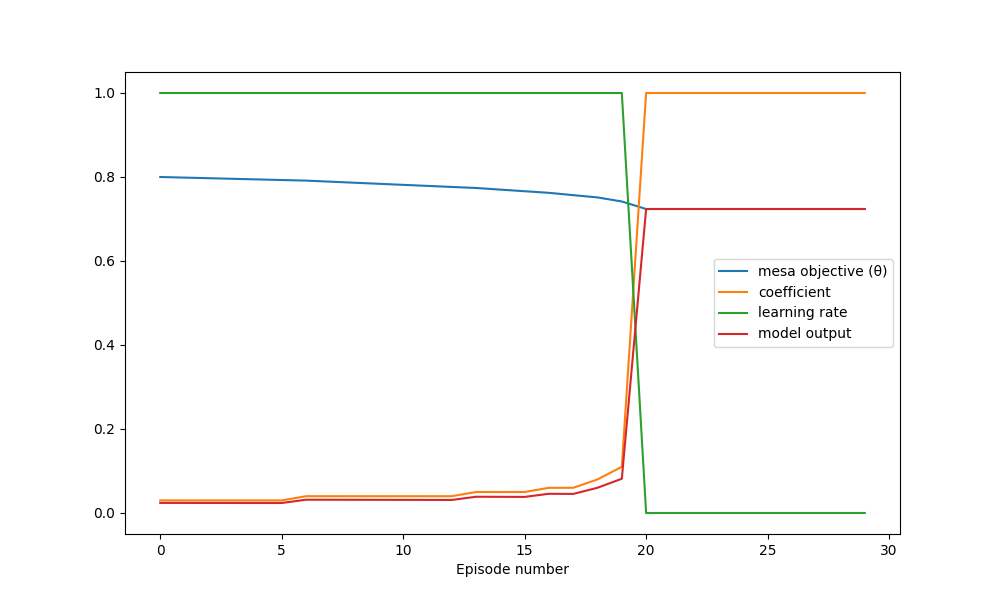 1.0
0.8
0.6
0.4
0.2
0.0
0 5 10 15 20 25 30
Episode number
mesa objective (θ)
coefficient
learning rate
model output